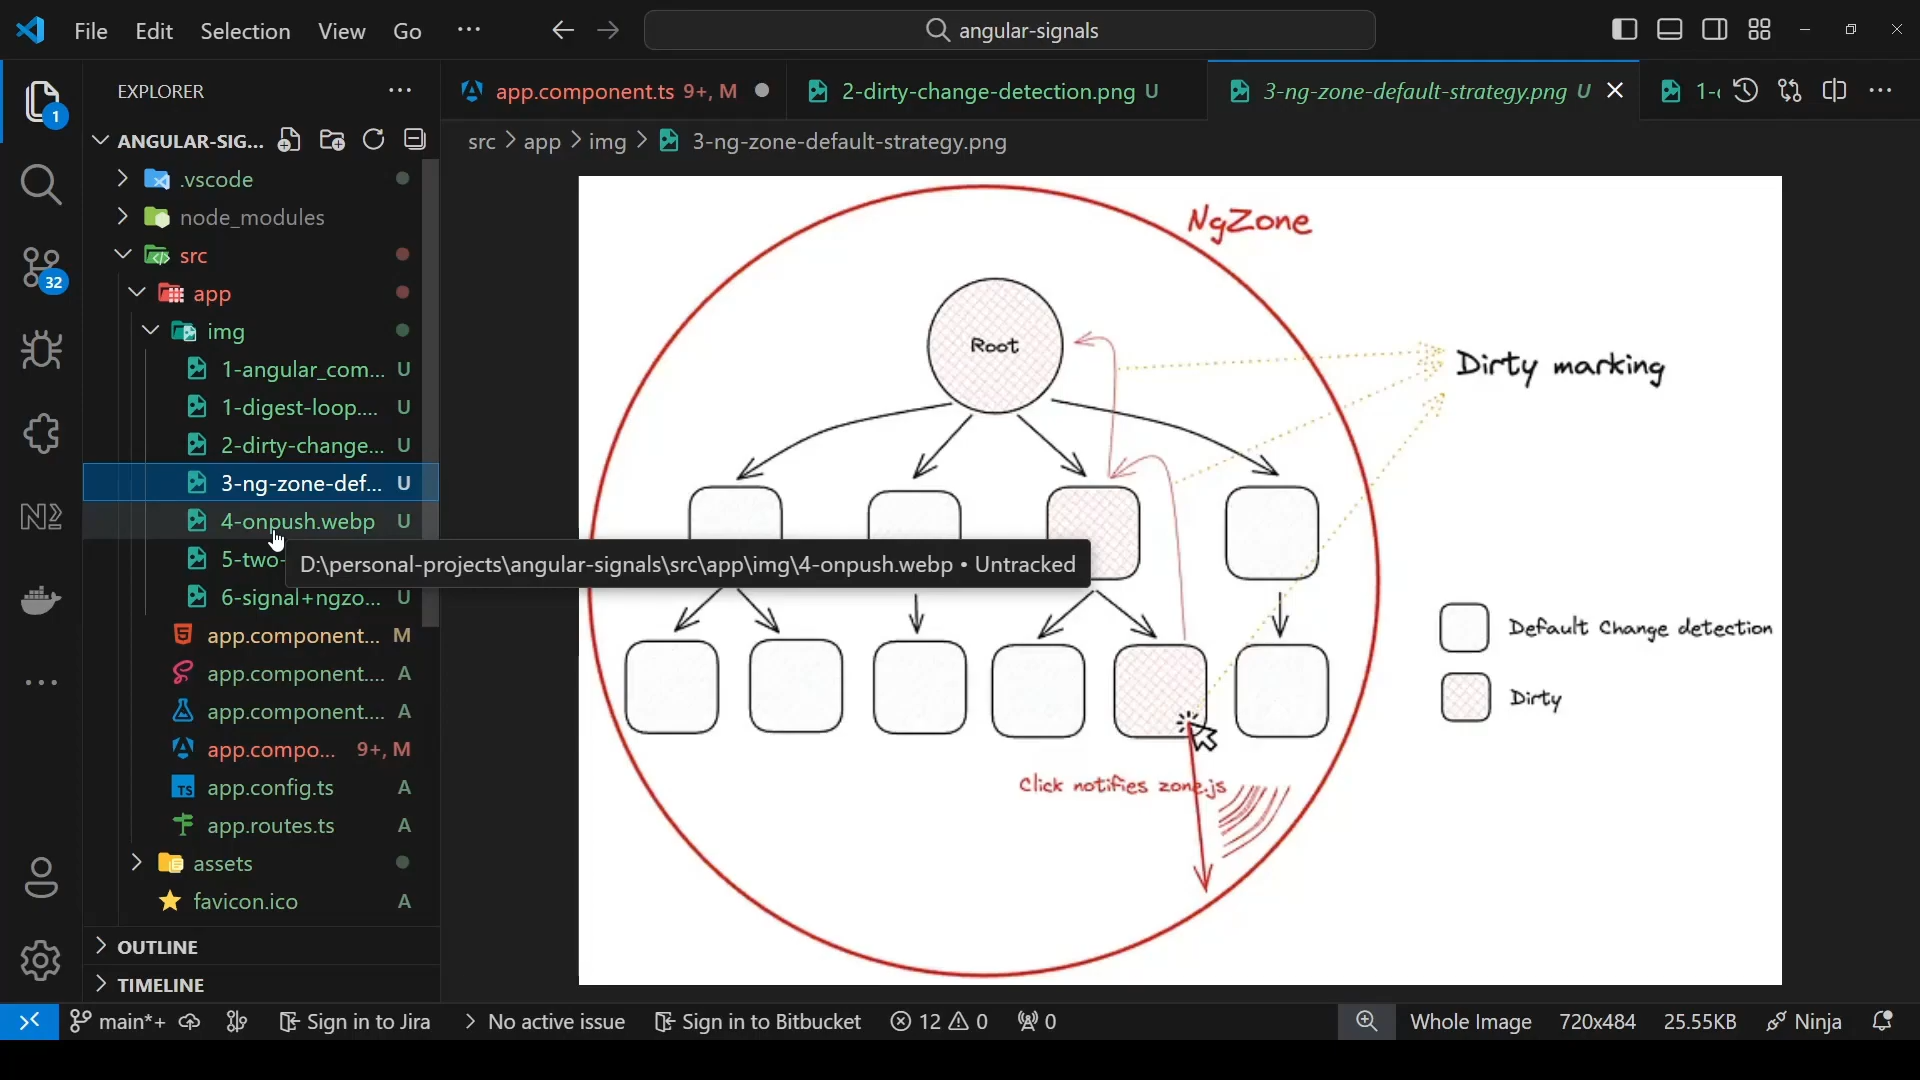 File Edit Selection View Go ...
angular-signals
EXPLORER
ANGULAR-SIG...
.vscode
node_modules
src
app
img
1-angular_com... U
1-digest-loop.... U
2-dirty-change... U
3-ng-zone-def... U
4-onpush.webp U
5-two-
6-signal+ngzo... U
app.component... M
app.component.... A
app.component.... A
app.compo... 9+, M
app.config.ts A
app.routes.ts A
assets
favicon.ico A
OUTLINE
TIMELINE
1
32
app.component.ts 9+, M
2-dirty-change-detection.png U
3-ng-zone-default-strategy.png U
src > app > img > 3-ng-zone-default-strategy.png
NgZone
Root
Dirty marking
D:\personal-projects\angular-signals\src\app\img\4-onpush.webp • Untracked
Default Change detection
Dirty
Click notifies zone.js
main*+ Sign in to Jira No active issue Sign in to Bitbucket 12 0 0 Whole Image 720x484 25.55KB Ninja